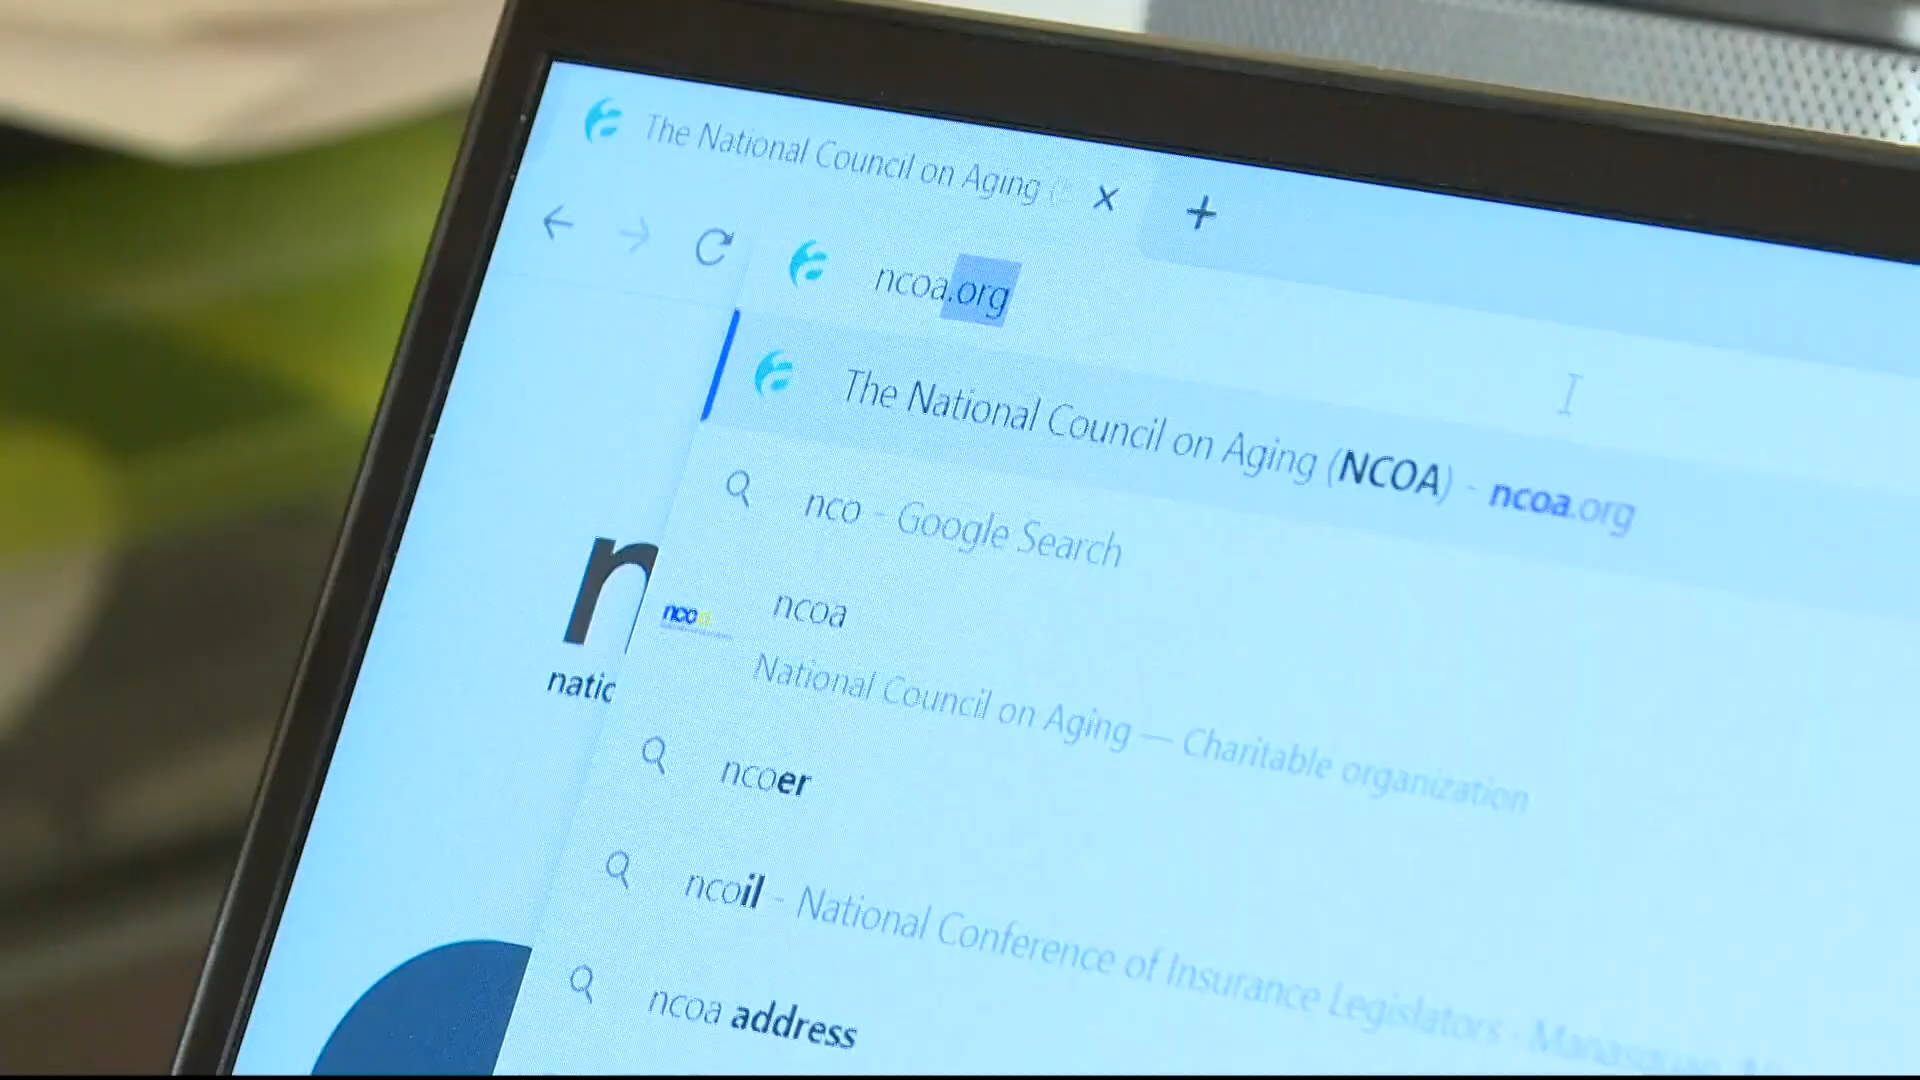 The National Council on Aging (
ncoa.org
The National Council on Aging (NCOA) - ncoa.org
nco - Google Search
ncoa
National Council on Aging — Charitable organization
n
natic
ncoer
ncoil - National Conference of Insurance Legislators · Manasquan,
ncoa address